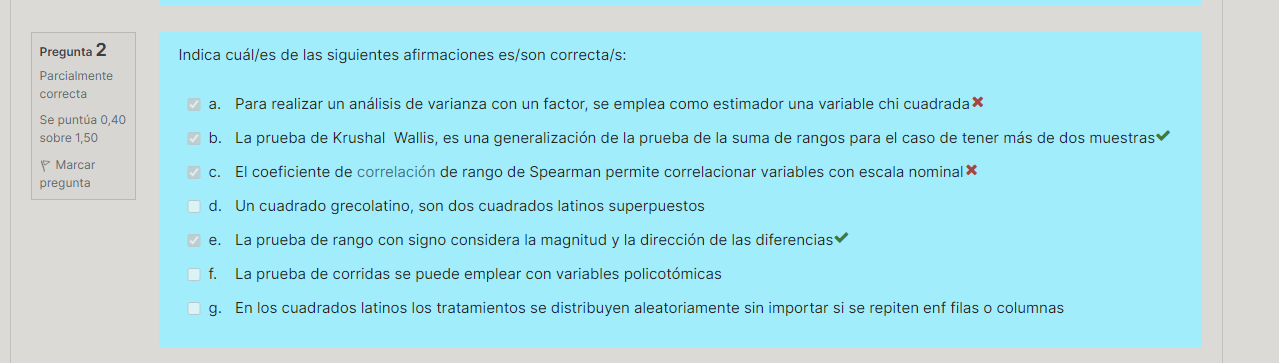 Pregunta 2
Parcialmente
correcta
Se puntúa 0,40
sobre 1,50
Marcar
pregunta
Indica cuál/es de las siguientes afirmaciones es/son correcta/s:
a. Para realizar un análisis de varianza con un factor, se emplea como estimador una variable chi cuadrada
b. La prueba de Krushal Wallis, es una generalización de la prueba de la suma de rangos para el caso de tener más de dos muestras
c. El coeficiente de correlación de rango de Spearman permite correlacionar variables con escala nominal
d. Un cuadrado grecolatino, son dos cuadrados latinos superpuestos
e. La prueba de rango con signo considera la magnitud y la dirección de las diferencias
f. La prueba de corridas se puede emplear con variables policotómicas
g. En los cuadrados latinos los tratamientos se distribuyen aleatoriamente sin importar si se repiten enf filas o columnas